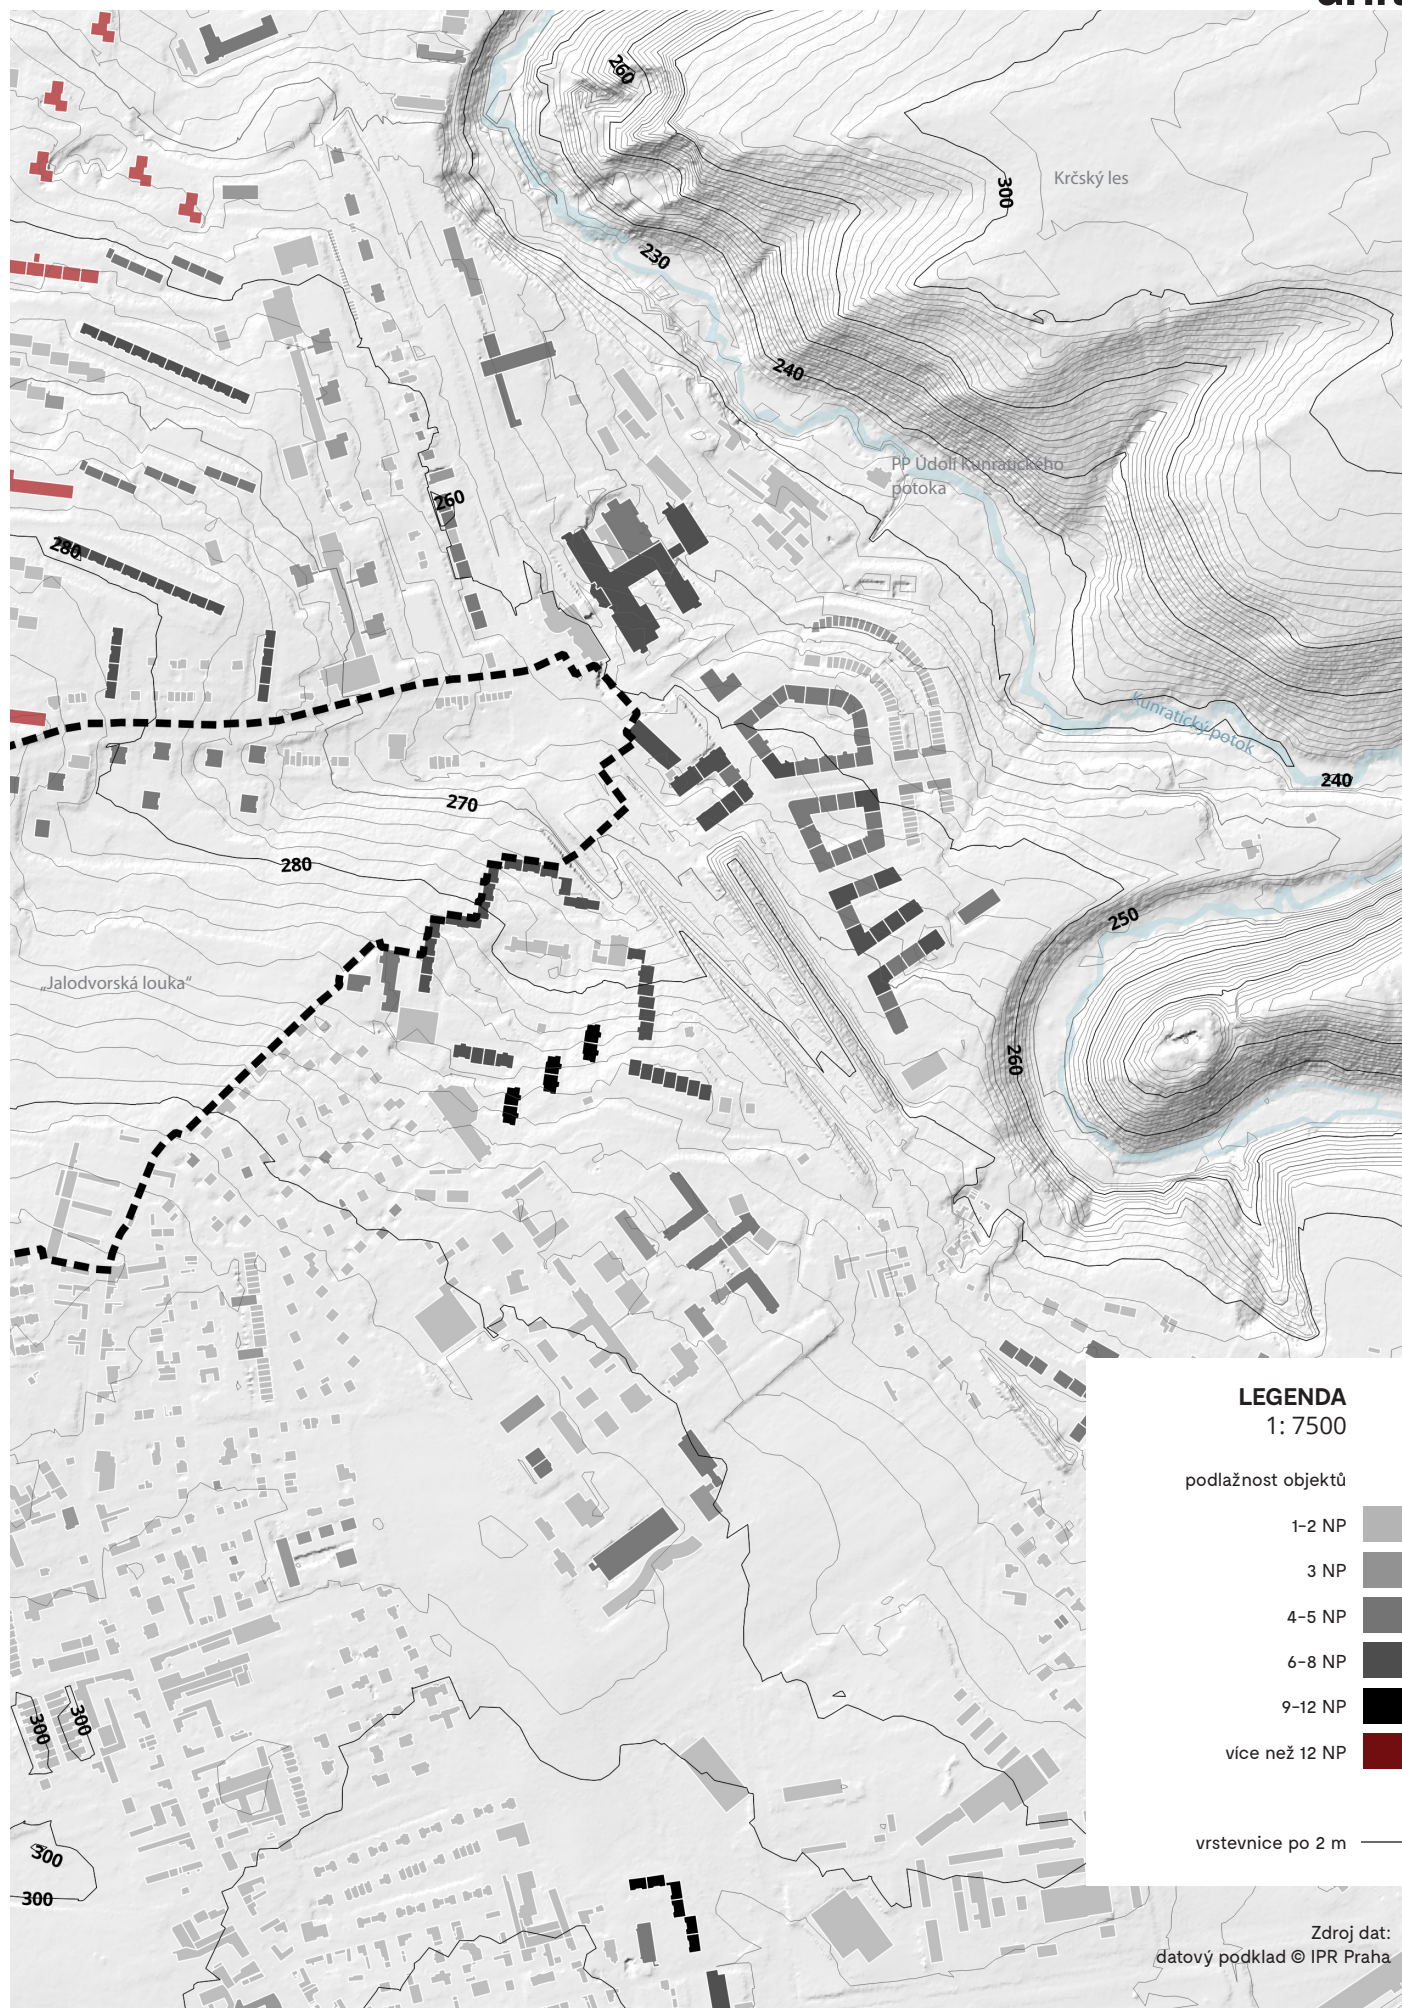 260
300
Krčský les
230
240
PP Údolí Kunratického
potoka
260
280
Kunratický potok
240
270
280
250
„Jalodvorská louka“
260
LEGENDA
1: 7500
podlažnost objektů
1–2 NP
3 NP
4–5 NP
6–8 NP
9–12 NP
více než 12 NP
300
300
vrstevnice po 2 m
300
300
Zdroj dat:
datový podklad © IPR Praha